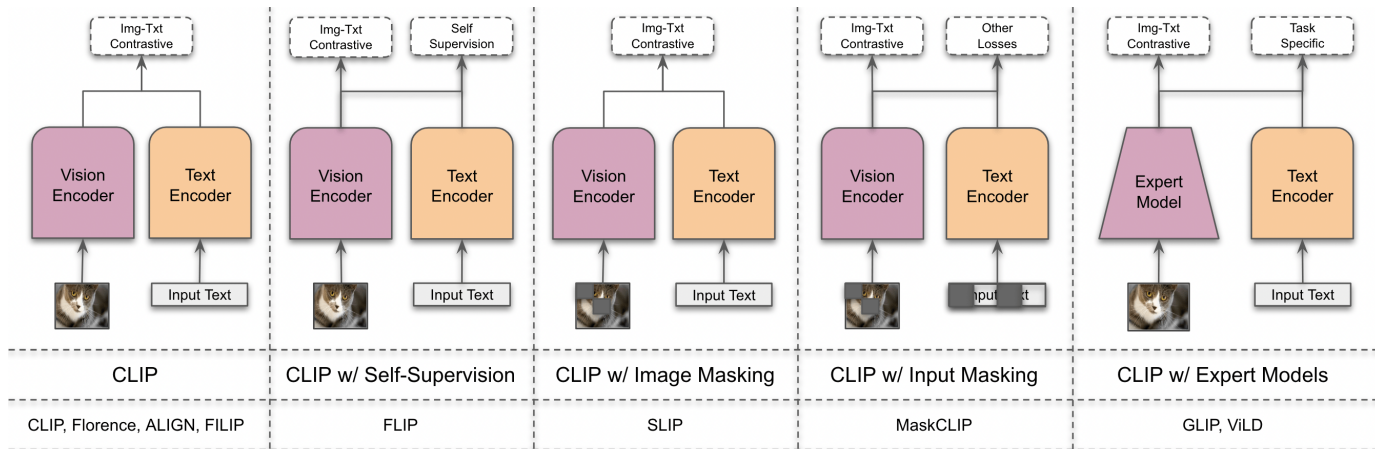 Img-Txt
Contrastive
Vision
Encoder
Text
Encoder
Input Text
CLIP
CLIP, Florence, ALIGN, FILIP
Img-Txt
Contrastive
Self
Supervision
Vision
Encoder
Text
Encoder
Input Text
CLIP w/ Self-Supervision
FLIP
Img-Txt
Contrastive
Vision
Encoder
Text
Encoder
Input Text
CLIP w/ Image Masking
SLIP
Img-Txt
Contrastive
Other
Losses
Vision
Encoder
Text
Encoder
CLIP w/ Input Masking
MaskCLIP
Img-Txt
Contrastive
Task
Specific
Expert
Model
Text
Encoder
Input Text
CLIP w/ Expert Models
GLIP, ViLD